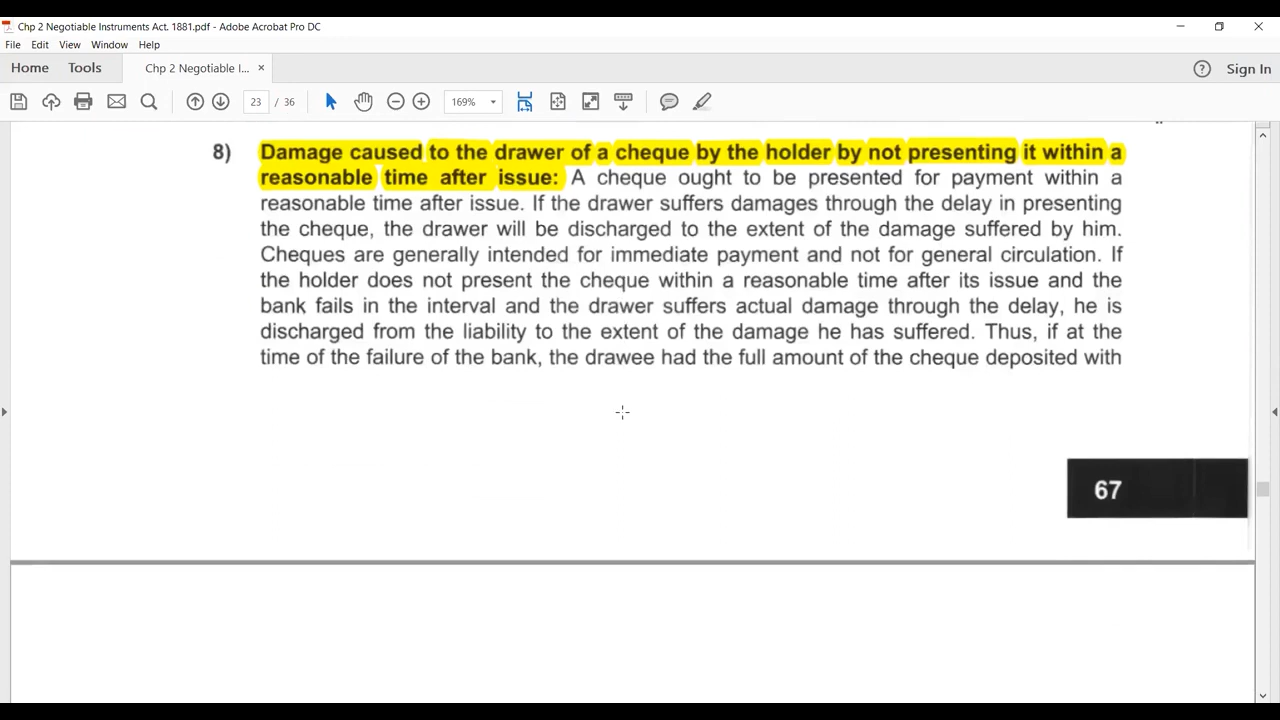 Chp 2 Negotiable Instruments Act. 1881.pdf - Adobe Acrobat Pro DC
File Edit View Window Help
Home Tools Chp 2 Negotiable I... × Sign In
23 / 36 169%
8) Damage caused to the drawer of a cheque by the holder by not presenting it within a
reasonable time after issue: A cheque ought to be presented for payment within a
reasonable time after issue. If the drawer suffers damages through the delay in presenting
the cheque, the drawer will be discharged to the extent of the damage suffered by him.
Cheques are generally intended for immediate payment and not for general circulation. If
the holder does not present the cheque within a reasonable time after its issue and the
bank fails in the interval and the drawer suffers actual damage through the delay, he is
discharged from the liability to the extent of the damage he has suffered. Thus, if at the
time of the failure of the bank, the drawee had the full amount of the cheque deposited with
67